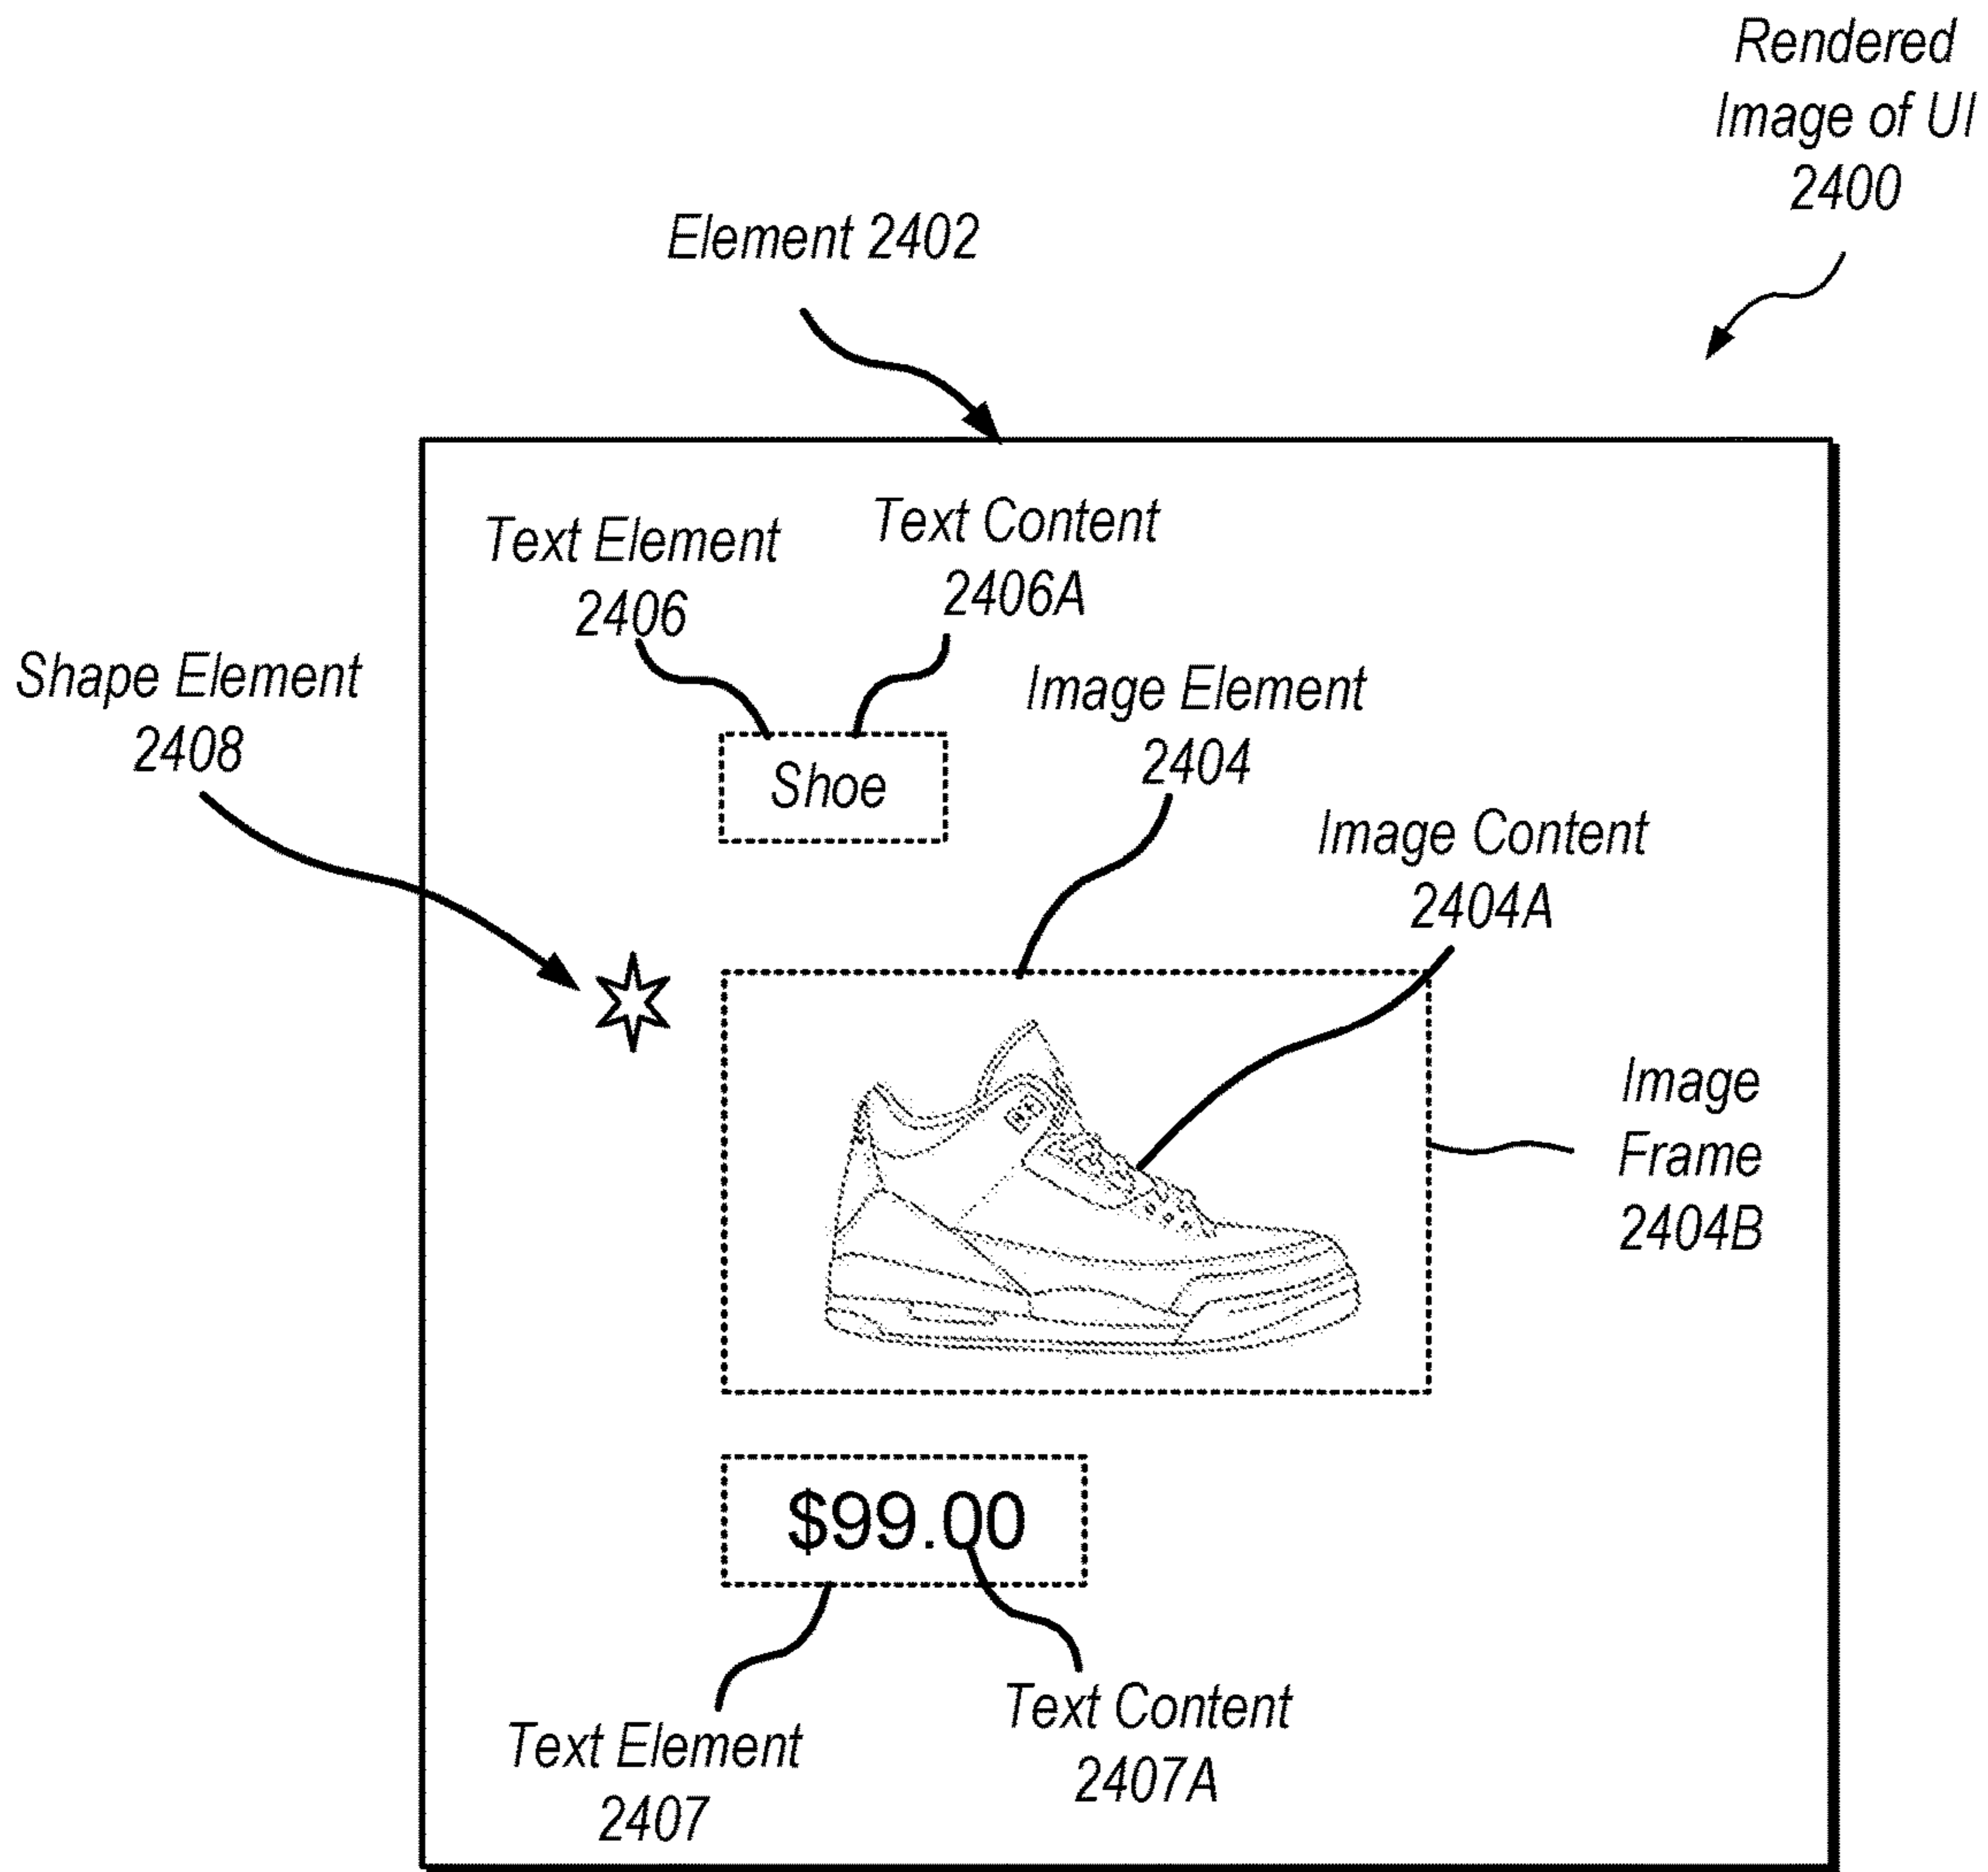 Rendered
Image of UI
2400
Element 2402
Text Element
2406
Text Content
2406A
Shape Element
2408
Image Element
2404
Shoe
Image Content
2404A
Image
Frame
2404B
$99.00
Text Element
2407
Text Content
2407A